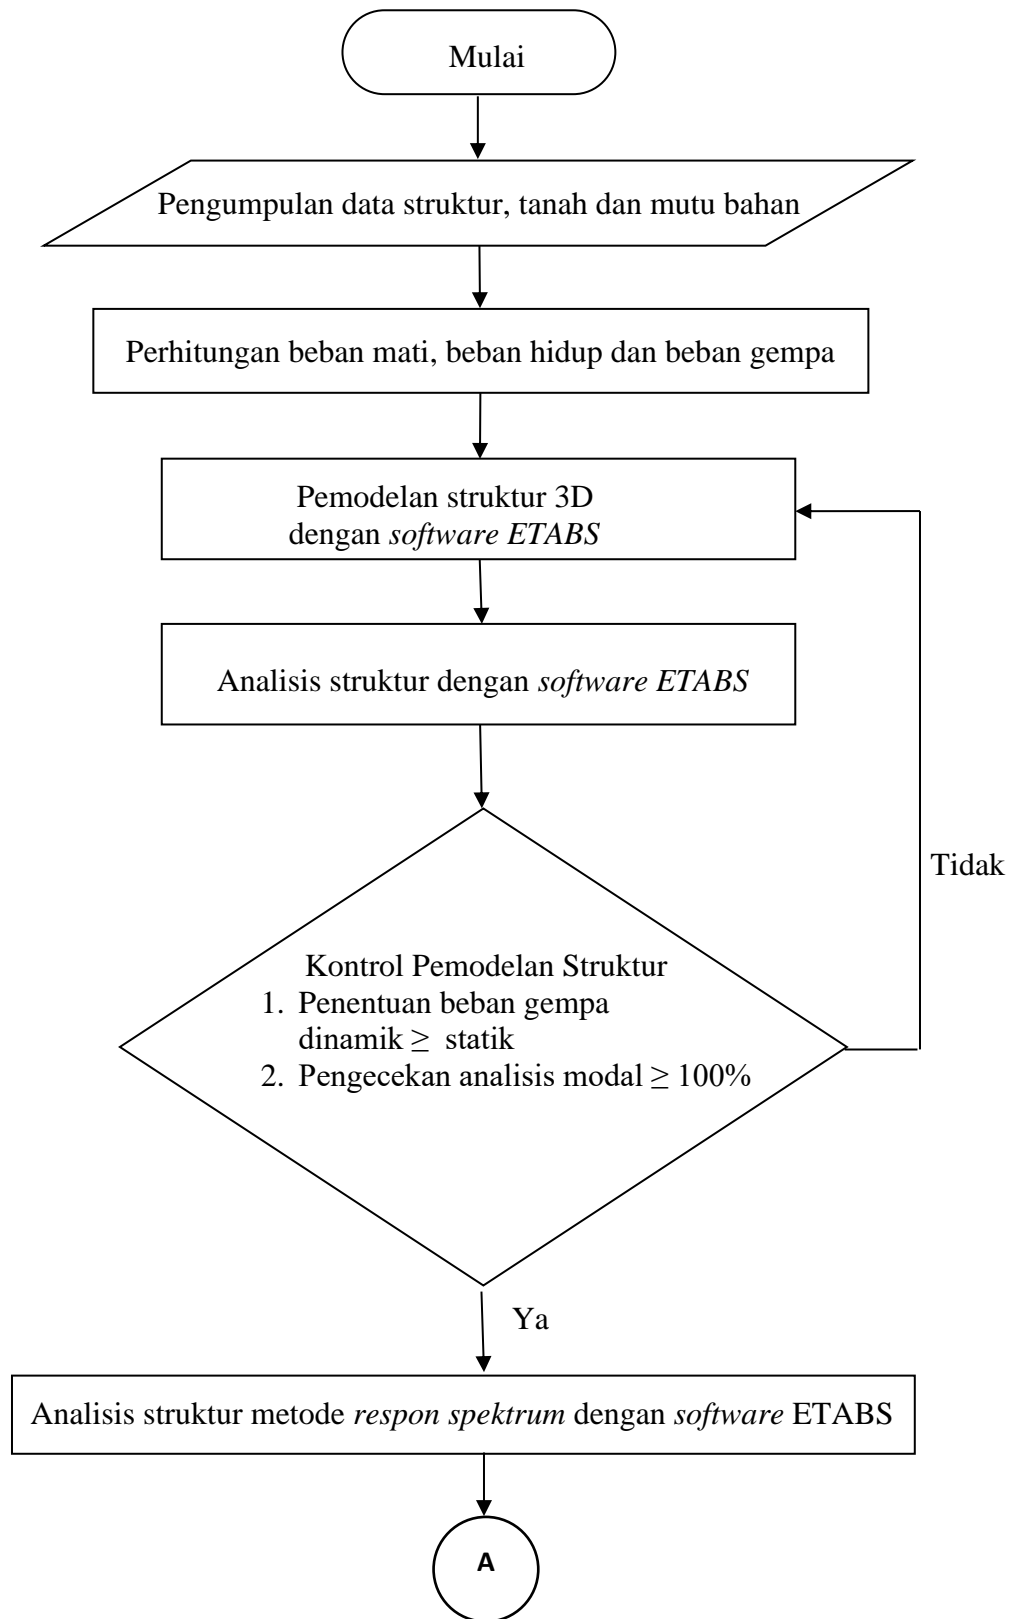 Mulai
Pengumpulan data struktur, tanah dan mutu bahan
Perhitungan beban mati, beban hidup dan beban gempa
Pemodelan struktur 3D
dengan software ETABS
Analisis struktur dengan software ETABS
Tidak
Kontrol Pemodelan Struktur
1. Penentuan beban gempa
dinamik ≥ statik
2. Pengecekan analisis modal ≥ 100%
Ya
Analisis struktur metode respon spektrum dengan software ETABS
A